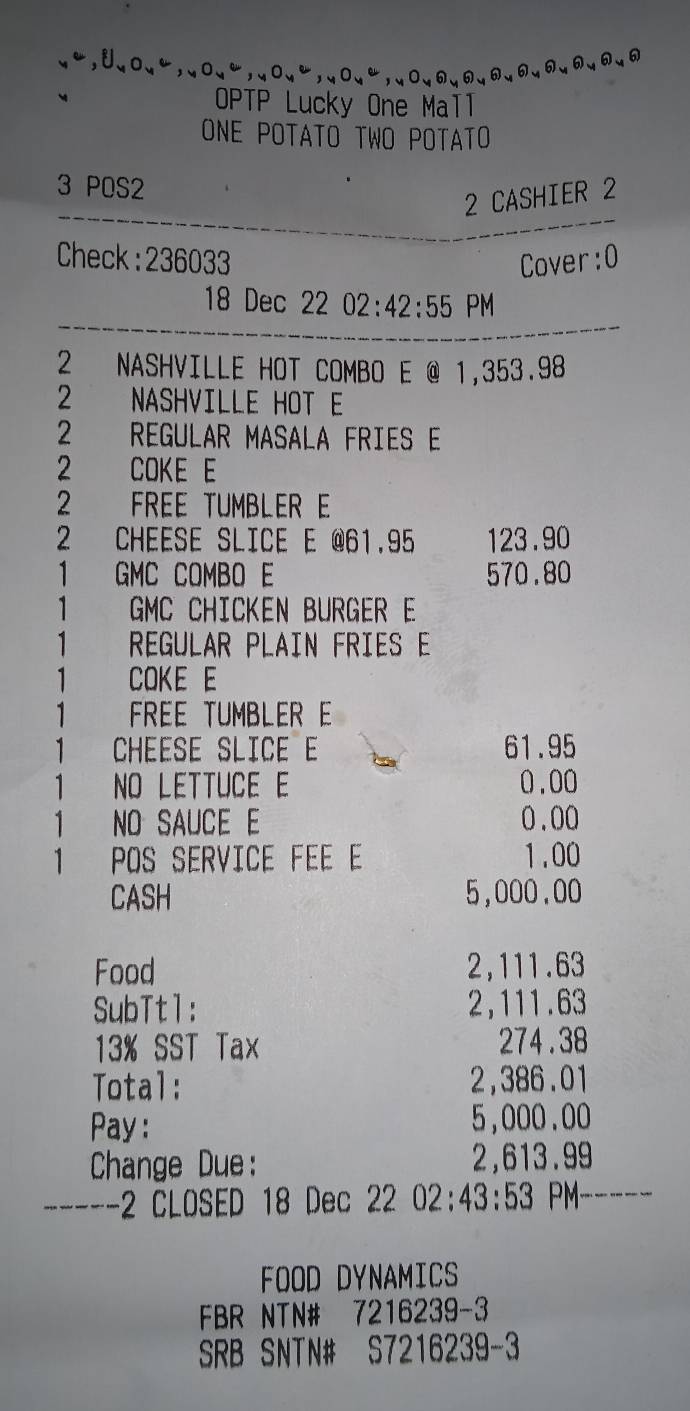 OPTP Lucky One Mall
ONE POTATO TWO POTATO
3 POS2 2 CASHIER 2
Check:236033 Cover:0
18 Dec 22 02:42:55 PM
2 NASHVILLE HOT COMBO E @ 1,353.98
2 NASHVILLE HOT E
2 REGULAR MASALA FRIES E
2 COKE E
2 FREE TUMBLER E
2 CHEESE SLICE E @61.95 123.90
1 GMC COMBO E 570.80
1 GMC CHICKEN BURGER E
1 REGULAR PLAIN FRIES E
1 COKE E
1 FREE TUMBLER E
1 CHEESE SLICE E 61.95
1 NO LETTUCE E 0.00
1 NO SAUCE E 0.00
1 POS SERVICE FEE E 1.00
CASH 5,000.00
Food 2,111.63
SubTtl: 2,111.63
13% SST Tax 274.38
Total: 2,386.01
Pay: 5,000.00
Change Due: 2,613.99
------2 CLOSED 18 Dec 22 02:43:53 PM------
FOOD DYNAMICS
FBR NTN# 7216239-3
SRB SNTN# S7216239-3